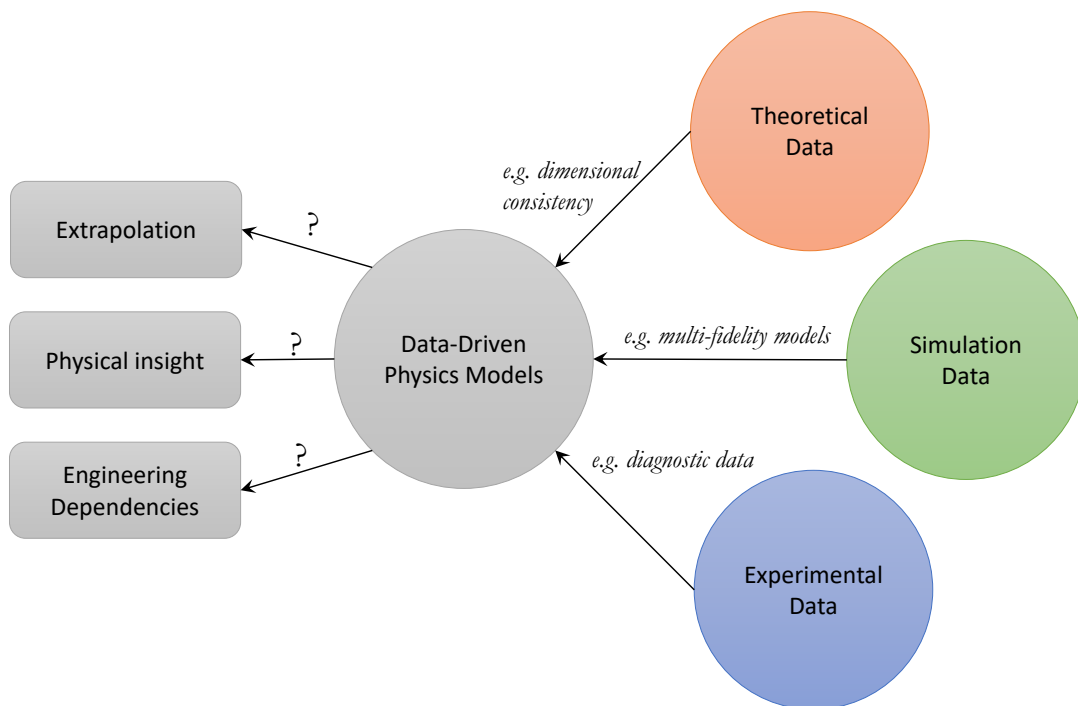 Theoretical
Data
e.g. dimensional
consistency
Extrapolation
?
Physical insight
?
Data-Driven
Physics Models
e.g. multi-fidelity models
Simulation
Data
Engineering
Dependencies
?
e.g. diagnostic data
Experimental
Data